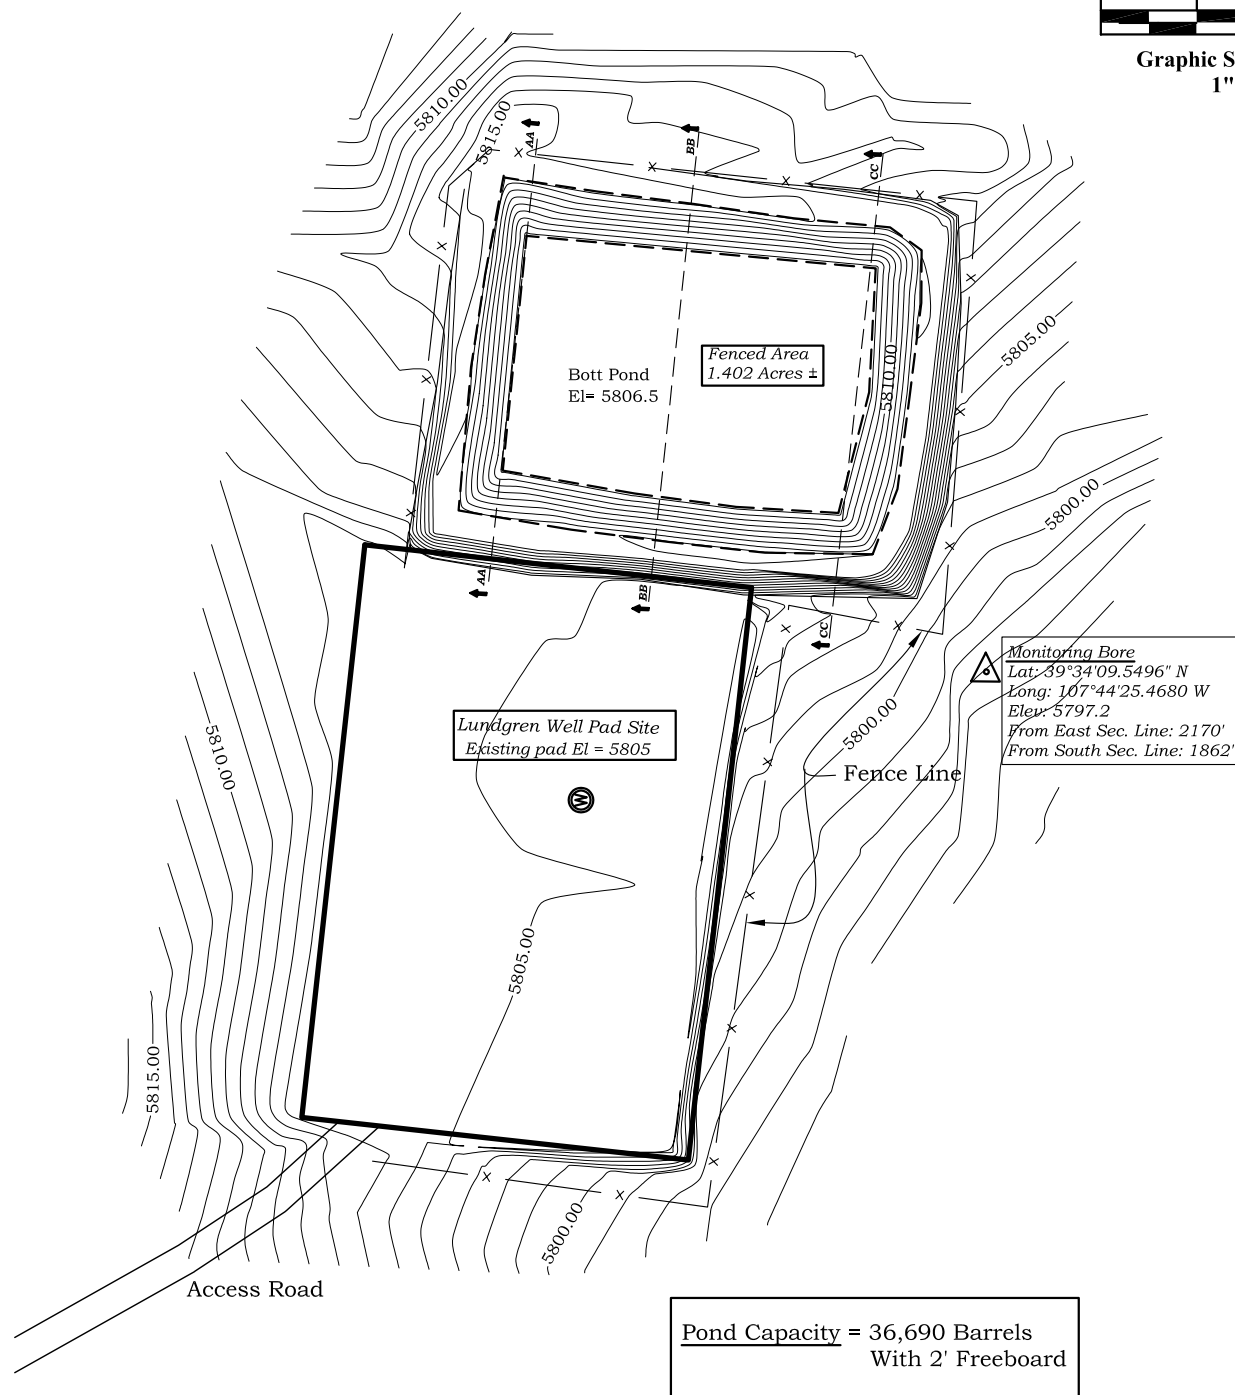 Graphic S
1"
5810.00
5815.00
AA
BB
CC
X
X
X
X
X
X
5805.00
Fenced Area
1.402 Acres ±
5810.00
Bott Pond
El= 5806.5
X
X
5800.00
X
X
AA
BB
CC
X
X
Monitoring Bore
Lat: 39°34'09.5496" N
Long: 107°44'25.4680 W
Elev: 5797.2
From East Sec. Line: 2170'
From South Sec. Line: 1862'
5800.00
Lundgren Well Pad Site
Existing pad El = 5805
5810.00
X
Fence Line
W
X
5805.00
X
5815.00
X
X
X
5800.00
Access Road
Pond Capacity = 36,690 Barrels
With 2' Freeboard